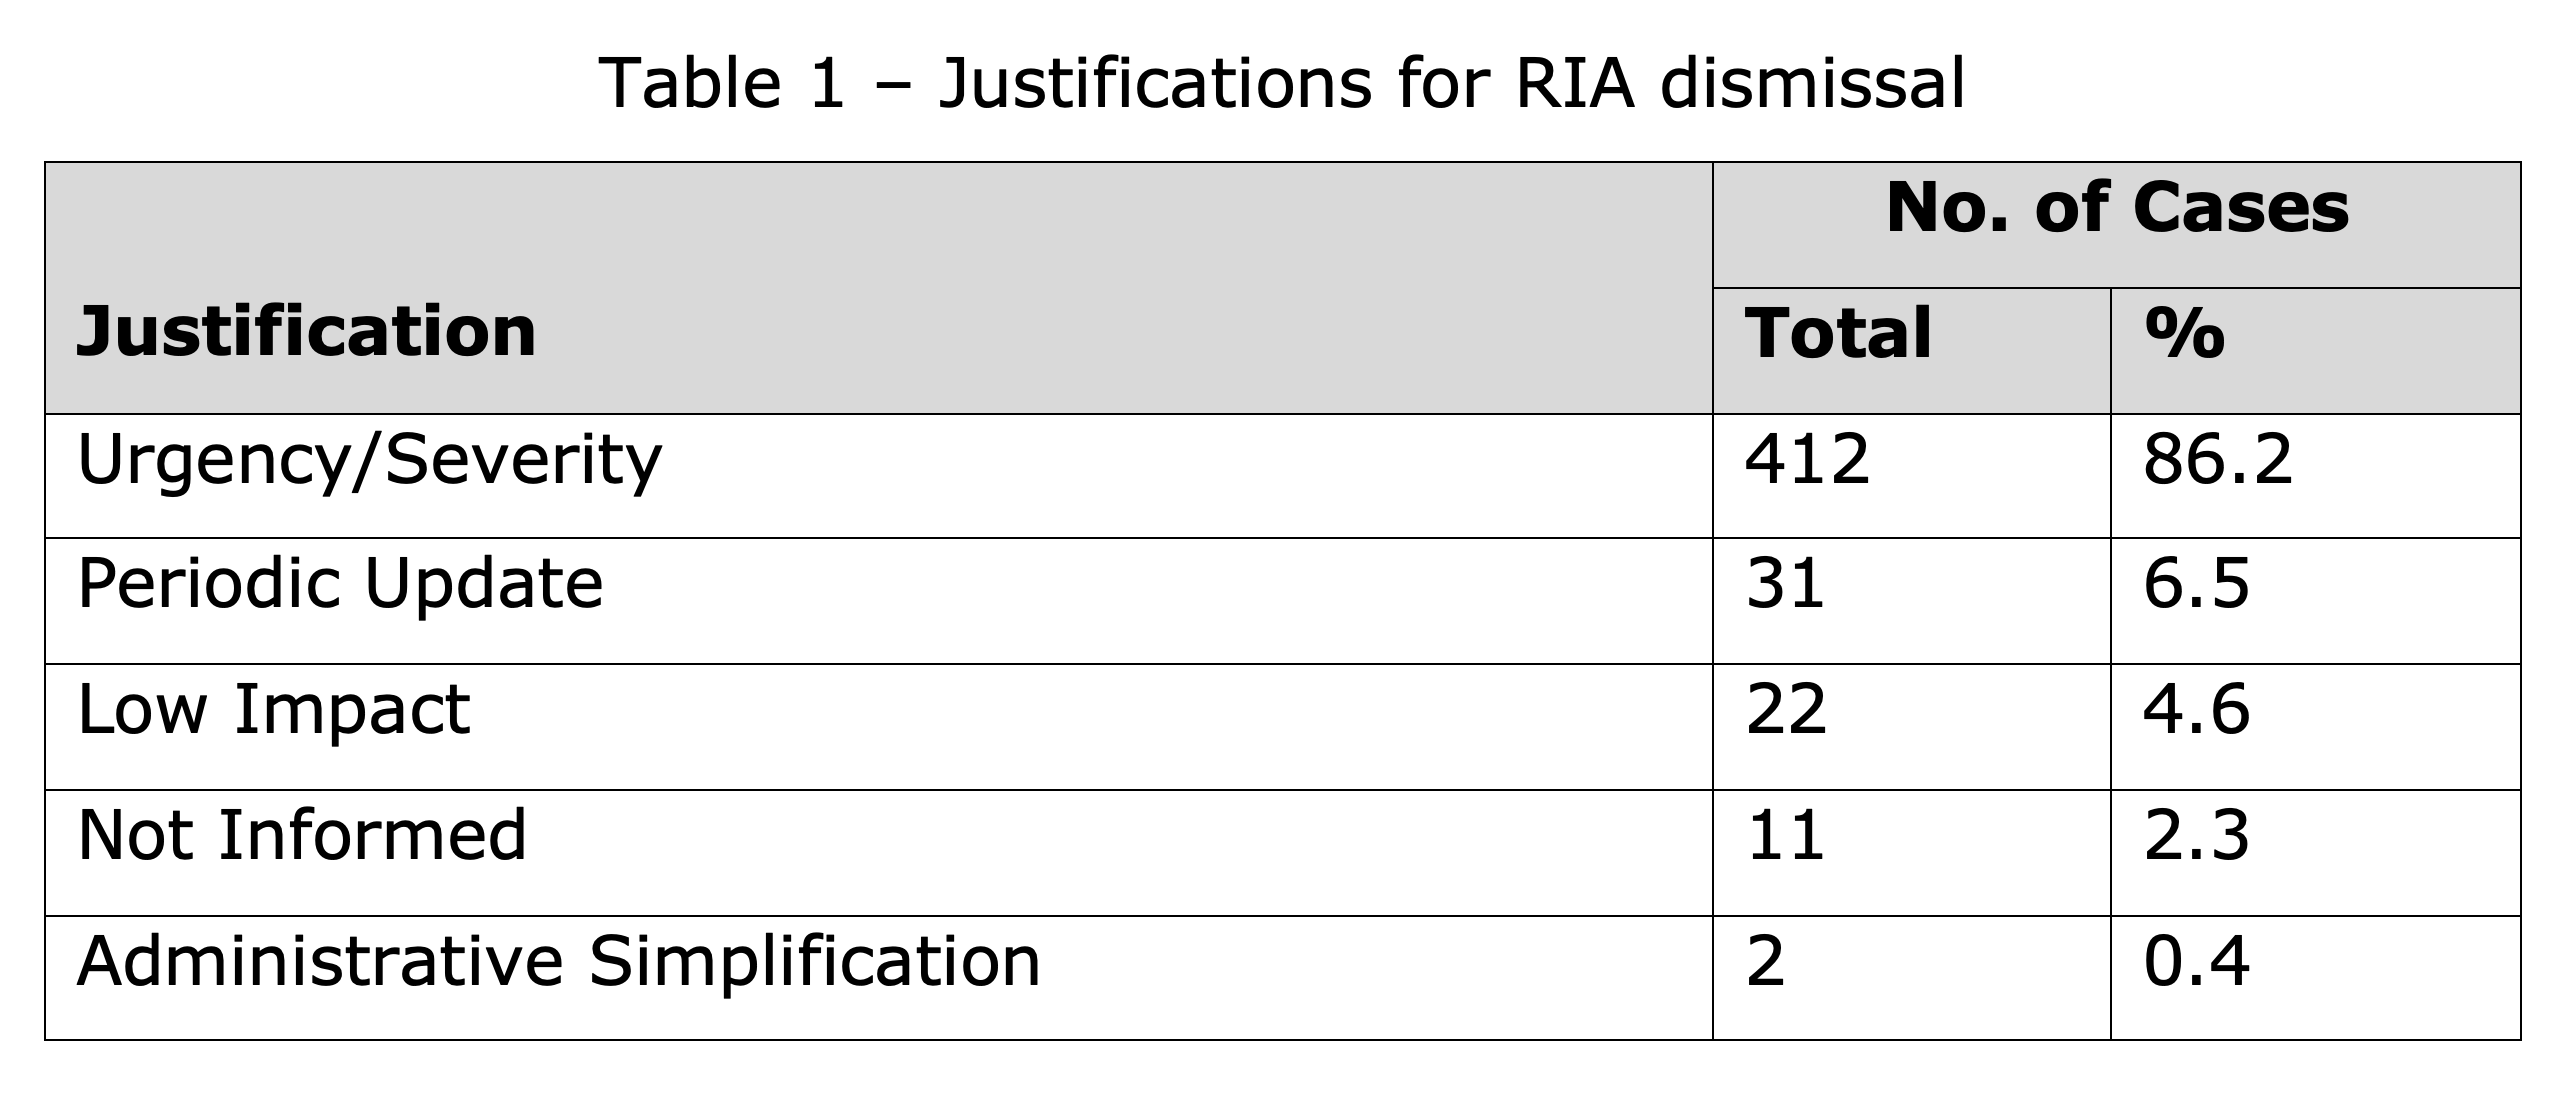 Table 1 – Justifications for RIA dismissal
Justification
No. of Cases
Total %
Urgency/Severity 412 86.2
Periodic Update 31 6.5
Low Impact 22 4.6
Not Informed 11 2.3
Administrative Simplification 2 0.4